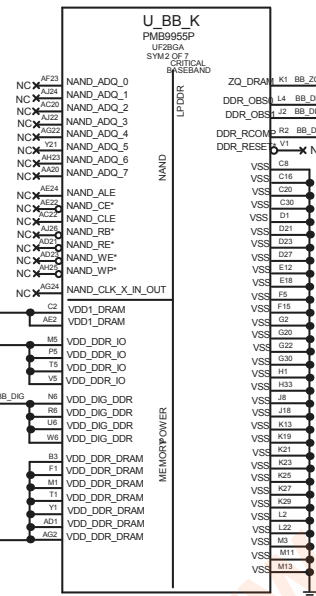 U_BB_K
PMB9955P
UF2BGA
SYM 2 OF 7
CRITICAL
BASEBAND
LPDDR
NAND
MEMORY POWER
NC AF23 NAND_ADQ_0
NC AJ24 NAND_ADQ_1
NC AC20 NAND_ADQ_2
NC AJ22 NAND_ADQ_3
NC AG22 NAND_ADQ_4
NC Y21 NAND_ADQ_5
NC AH23 NAND_ADQ_6
NC AA20 NAND_ADQ_7
NC AE24 NAND_ALE
NC AE22 NAND_CE*
NC AC22 NAND_CLE
NC AJ26 NAND_RB*
NC AD21 NAND_RE*
NC AD23 NAND_WE*
NC AH25 NAND_WP*
NC AG24 NAND_CLK_X_IN_OUT
C2 VDD1_DRAM
AE2 VDD1_DRAM
M5 VDD_DDR_IO
P5 VDD_DDR_IO
T5 VDD_DDR_IO
V5 VDD_DDR_IO
BB_DIG N6 VDD_DIG_DDR
R6 VDD_DIG_DDR
U6 VDD_DIG_DDR
W6 VDD_DIG_DDR
B3 VDD_DDR_DRAM
F1 VDD_DDR_DRAM
M1 VDD_DDR_DRAM
T1 VDD_DDR_DRAM
Y1 VDD_DDR_DRAM
AD1 VDD_DDR_DRAM
AG2 VDD_DDR_DRAM
ZQ_DRAM K1 BB_ZQ
DDR_OBS0 L4 BB_D
DDR_OBS1 J2 BB_D
DDR_RCOMP R2 BB_D
DDR_RESET* V1 N
VSS C8
VSS C16
VSS C20
VSS C30
VSS D1
VSS D21
VSS D23
VSS D27
VSS E12
VSS E18
VSS F5
VSS F15
VSS G2
VSS G20
VSS G22
VSS G30
VSS H1
VSS H33
VSS J8
VSS J18
VSS K13
VSS K19
VSS K21
VSS K23
VSS K25
VSS K27
VSS K29
VSS L2
VSS L22
VSS M3
VSS M11
VSS M13